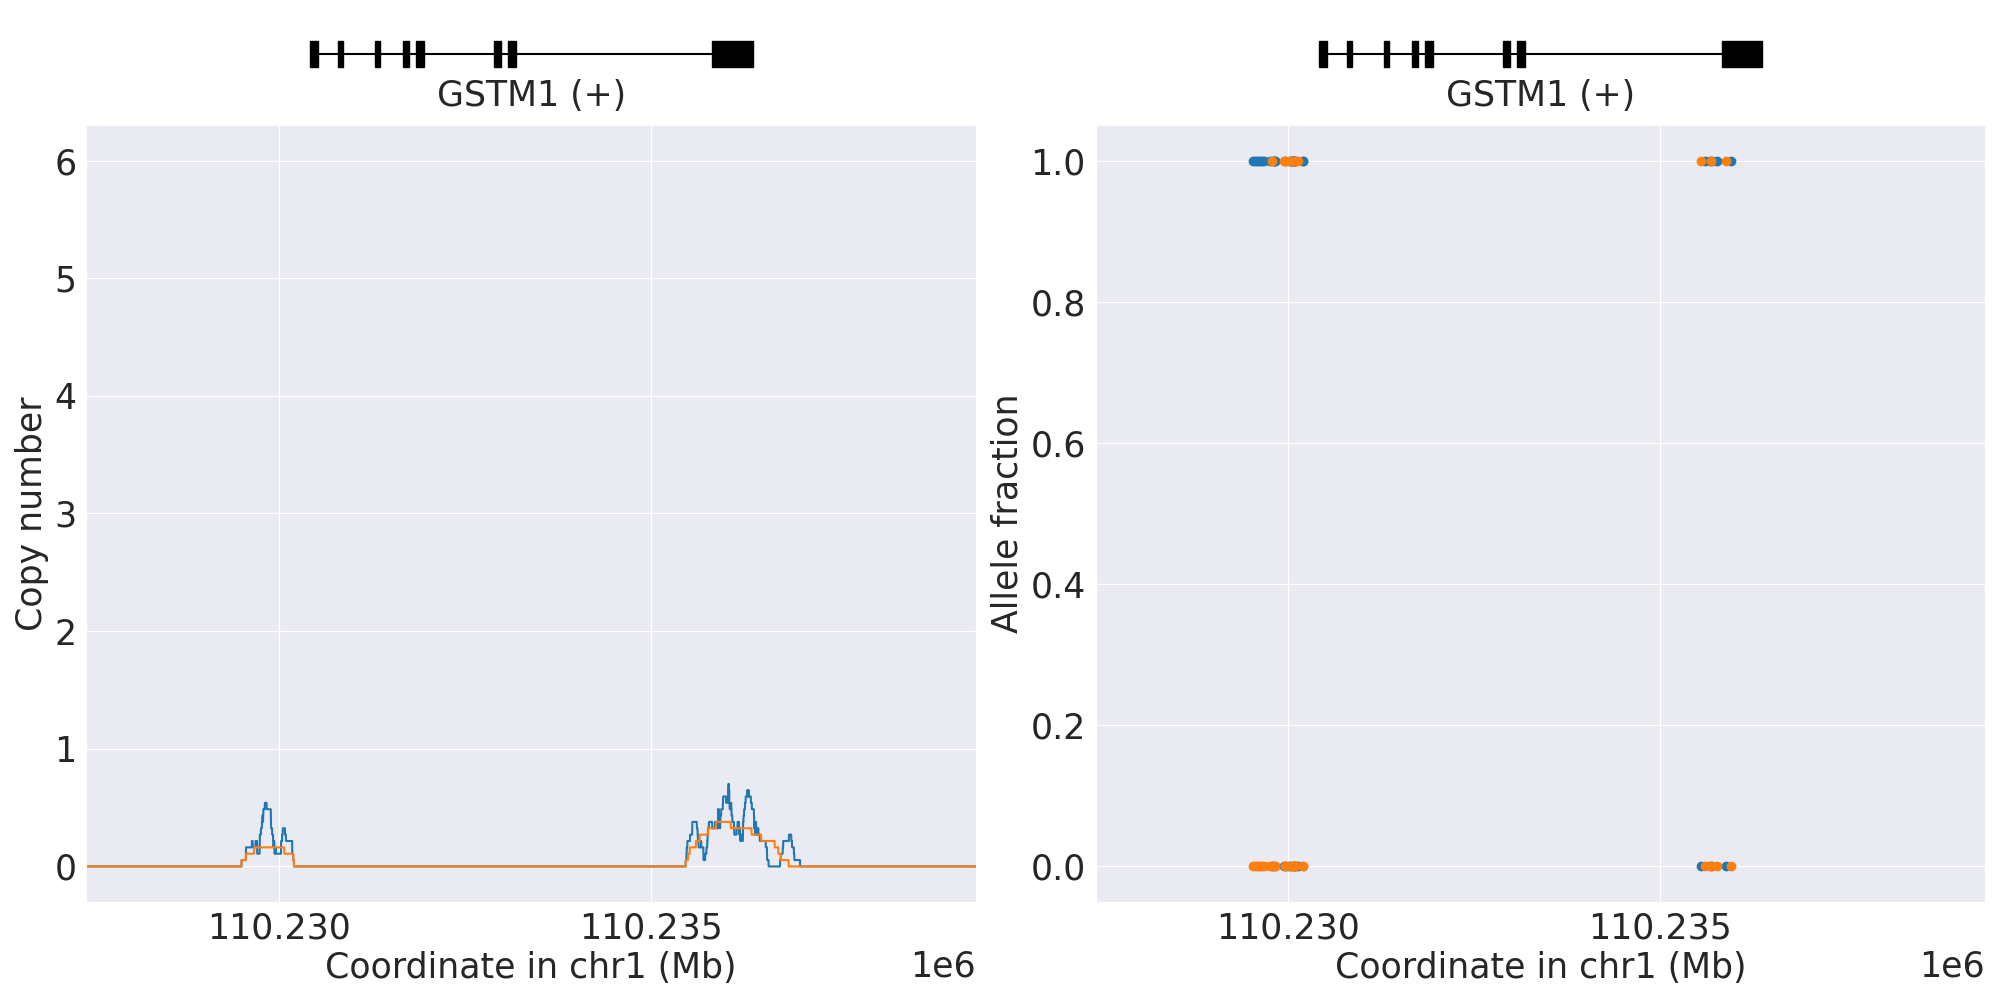 GSTM1 (+)
6
5
4
3
2
1
0
Copy number
110.230
110.235
Coordinate in chr1 (Mb)
1e6
GSTM1 (+)
1.0
0.8
0.6
0.4
0.2
0.0
Allele fraction
110.230
110.235
Coordinate in chr1 (Mb)
1e6